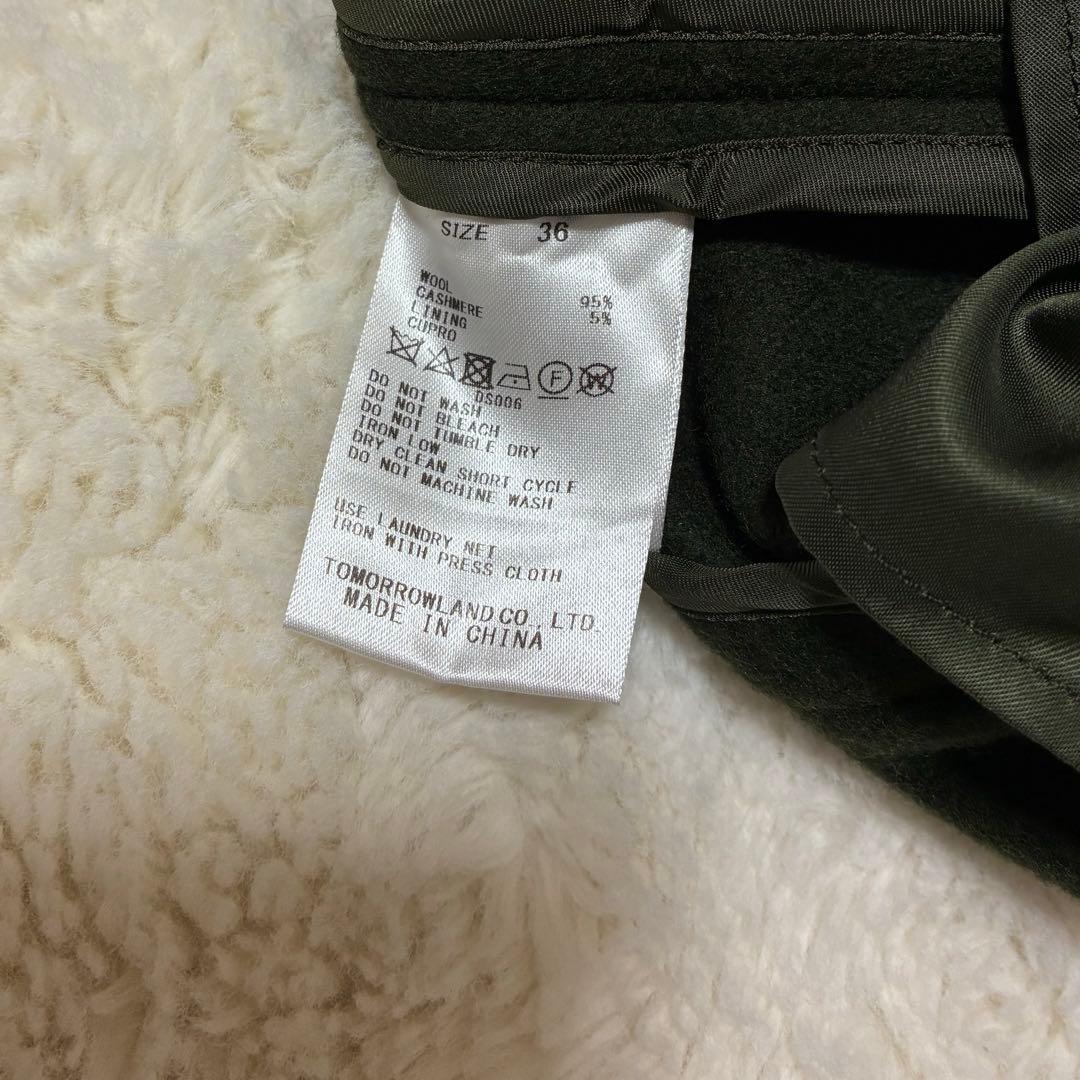 SIZE 36
WOOL 95%
CASHMERE 5%
LINING
CUPRO
F W
DS006
DO NOT WASH
DO NOT BLEACH
DO NOT TUMBLE DRY
IRON LOW
DRY CLEAN SHORT CYCLE
DO NOT MACHINE WASH
USE LAUNDRY NET
IRON WITH PRESS CLOTH
TOMORROWLAND CO., LTD.
MADE IN CHINA